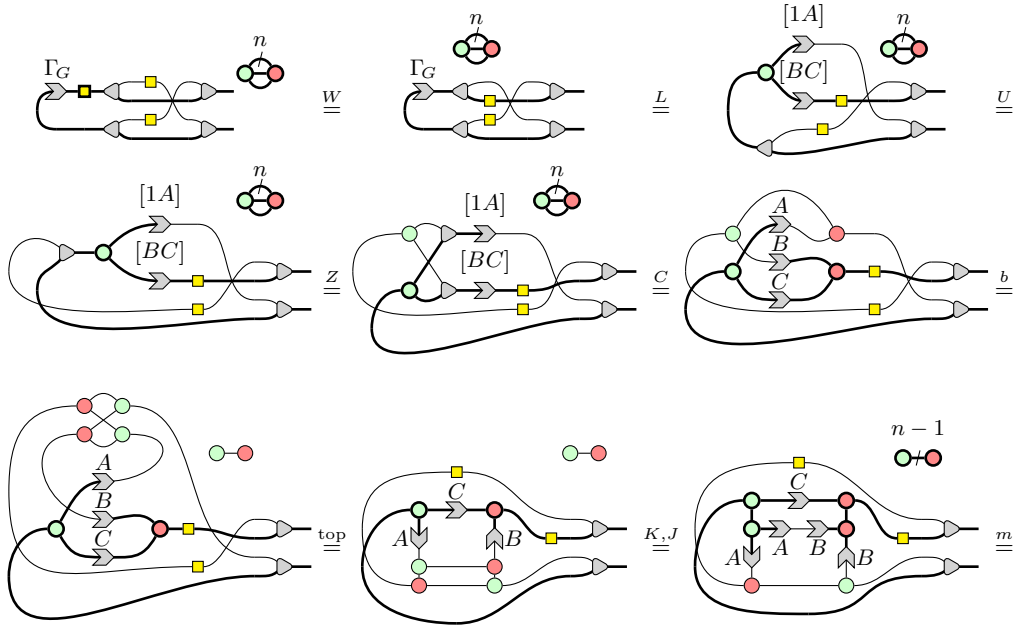 n n [1A] n
Γ_G Γ_G [BC]
W= L= U=
n n
[1A] [1A] A
[BC] [BC] B
Z= C= C b=
n − 1
A C C
B A B A B B
C top= K,J= A m=